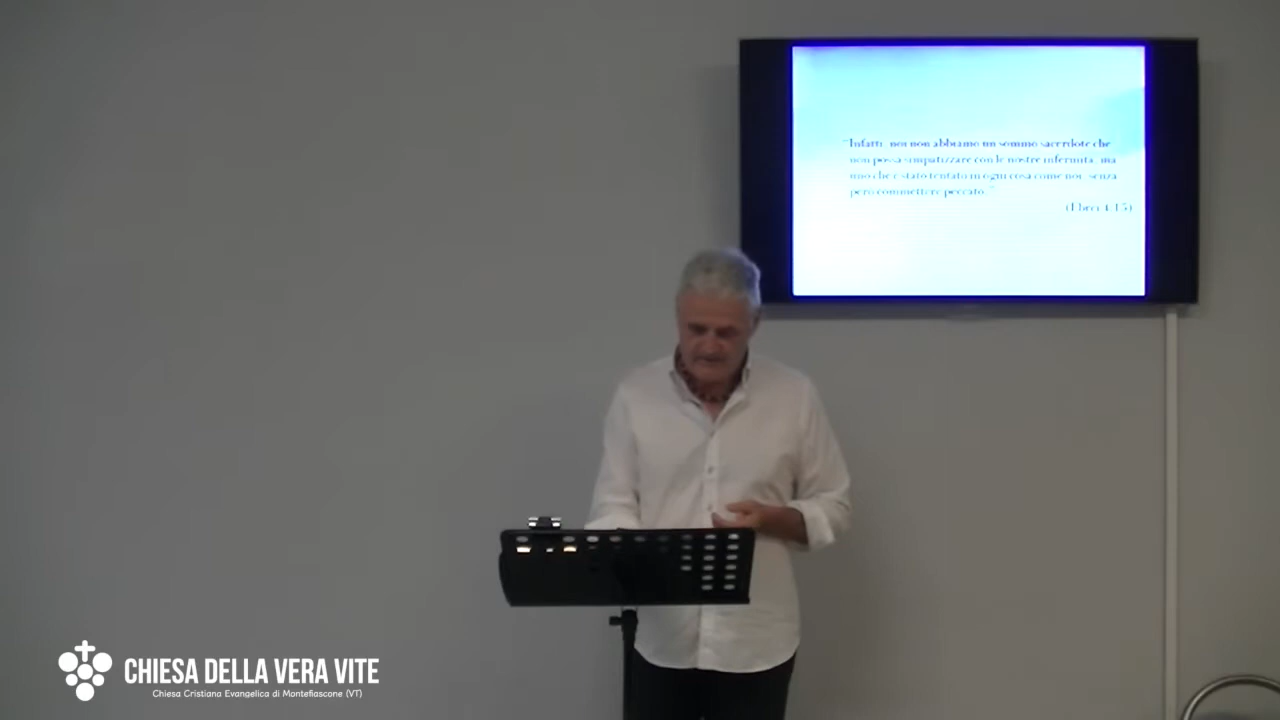 "Infatti, noi non abbiamo un sommo sacerdote che
non possa simpatizzare con le nostre infermità, ma
uno che è stato tentato in ogni cosa come noi, senza
però commettere peccato."
(Ebrei 4:15)
CHIESA DELLA VERA VITE
Chiesa Cristiana Evangelica di Montefiascone (VT)